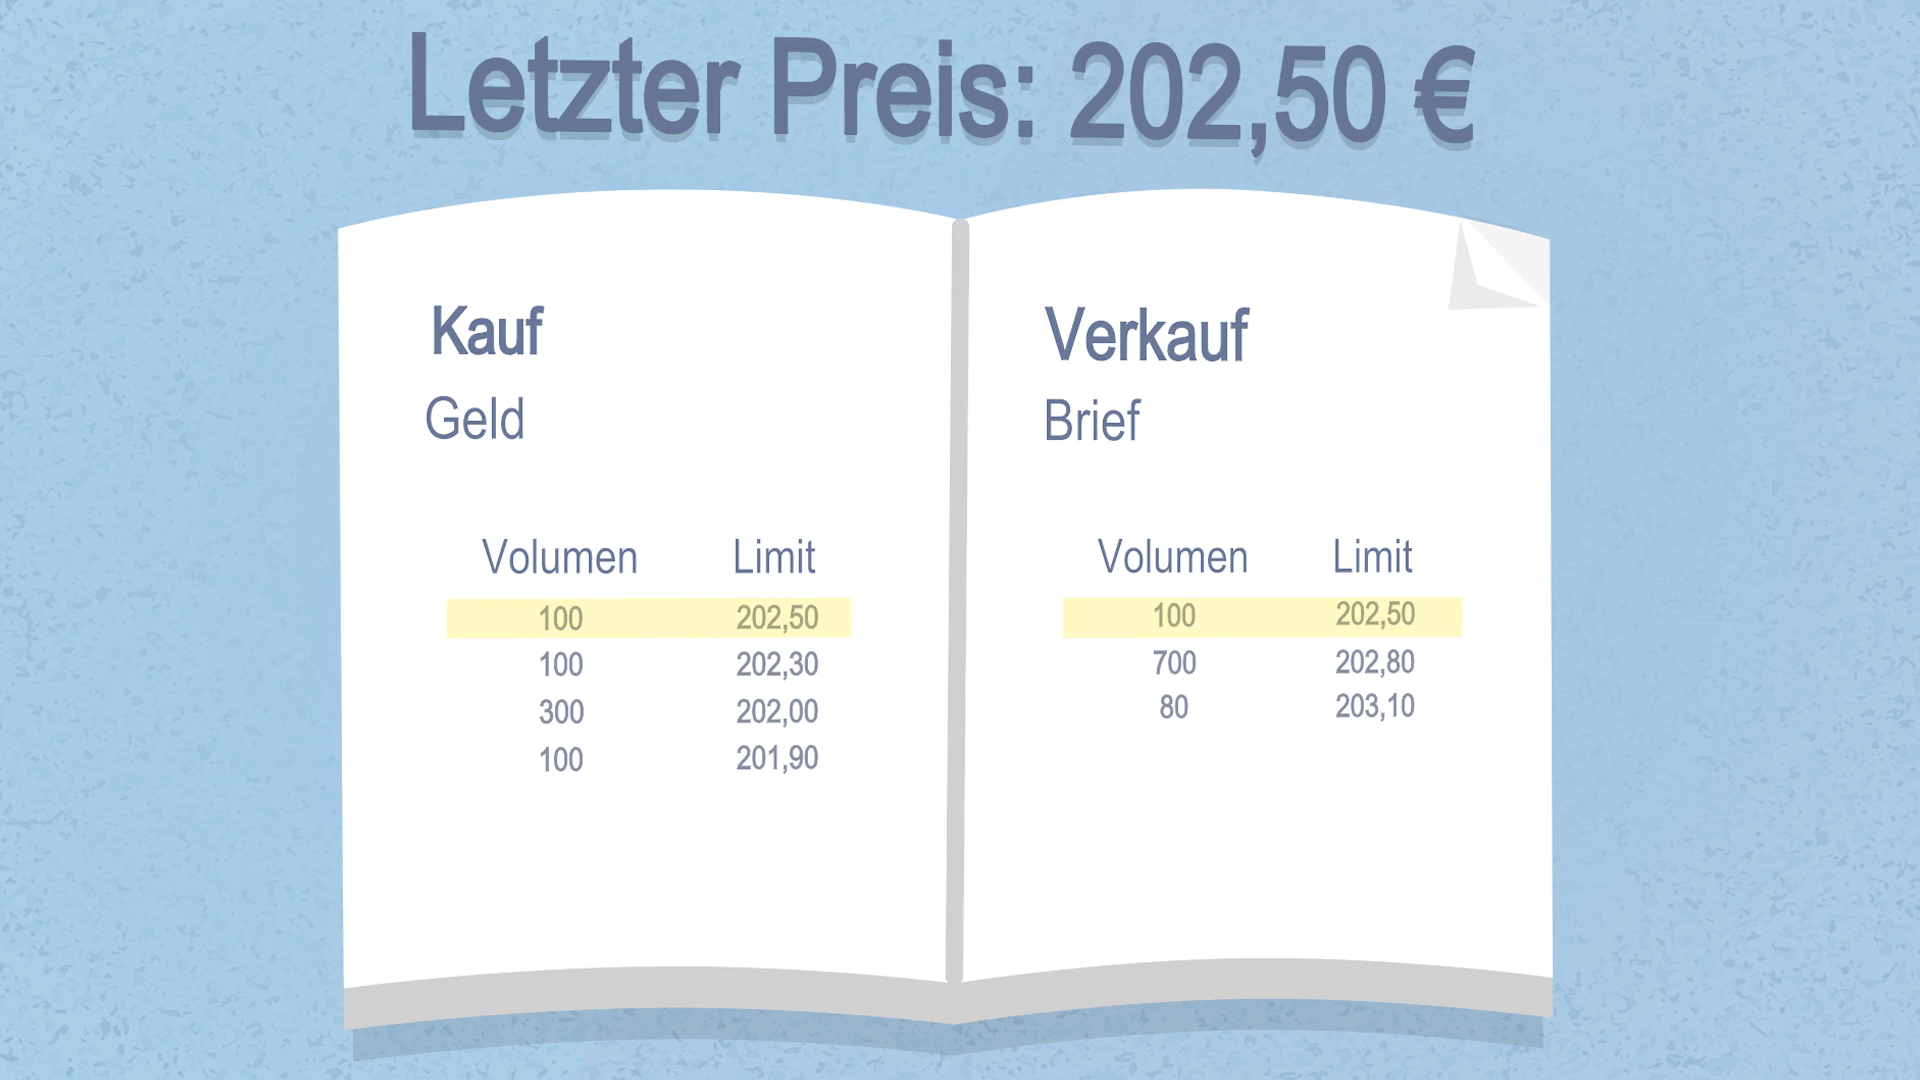 Letzter Preis: 202,50 €
Kauf
Geld
Volumen Limit
100 202,50
100 202,30
300 202,00
100 201,90
Verkauf
Brief
Volumen Limit
100 202,50
700 202,80
80 203,10